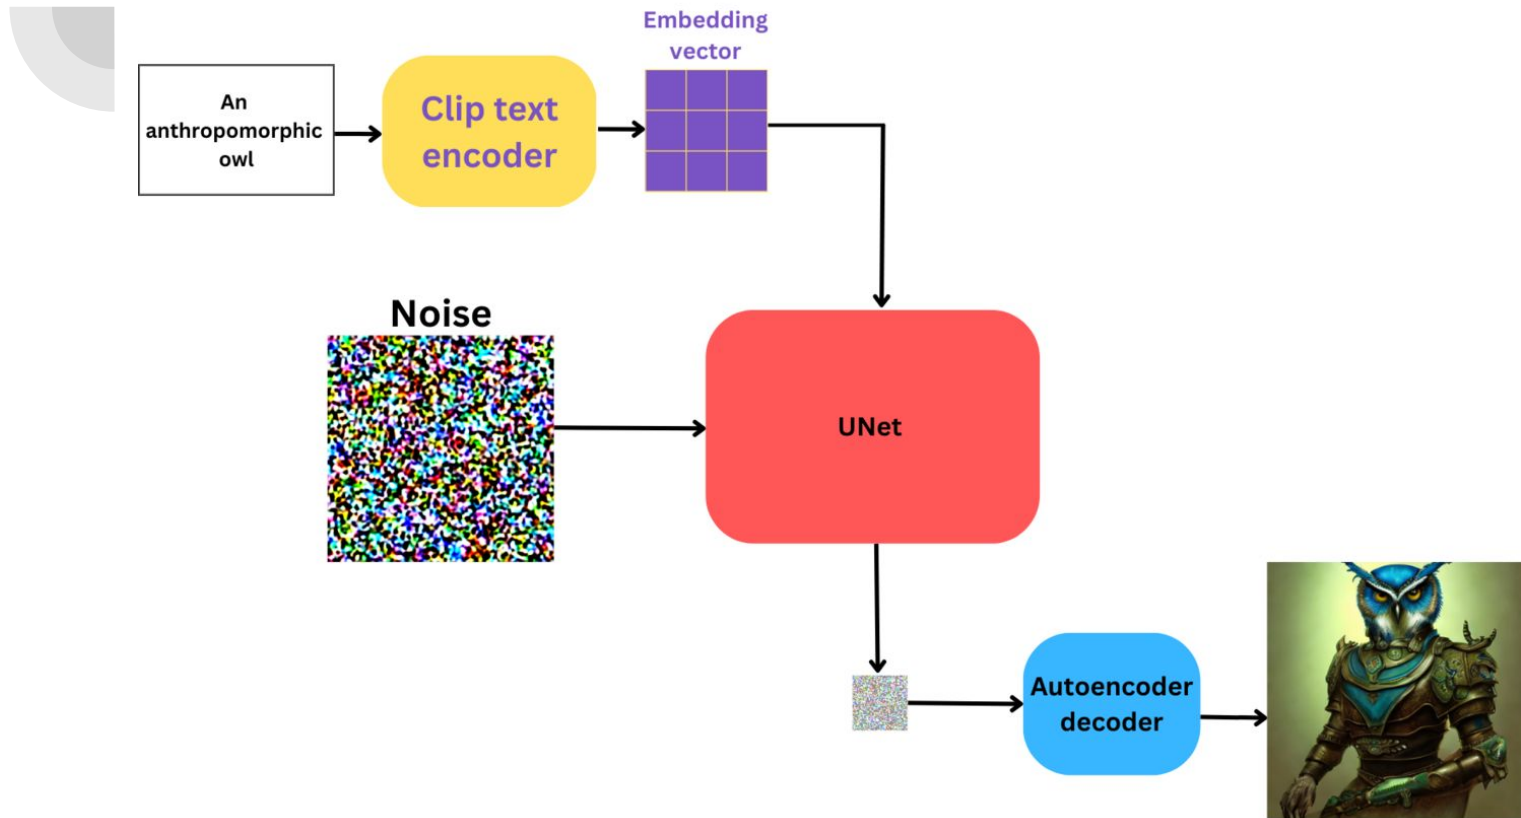 Embedding
vector
An
anthropomorphic
owl
Clip text
encoder
Noise
UNet
Autoencoder
decoder